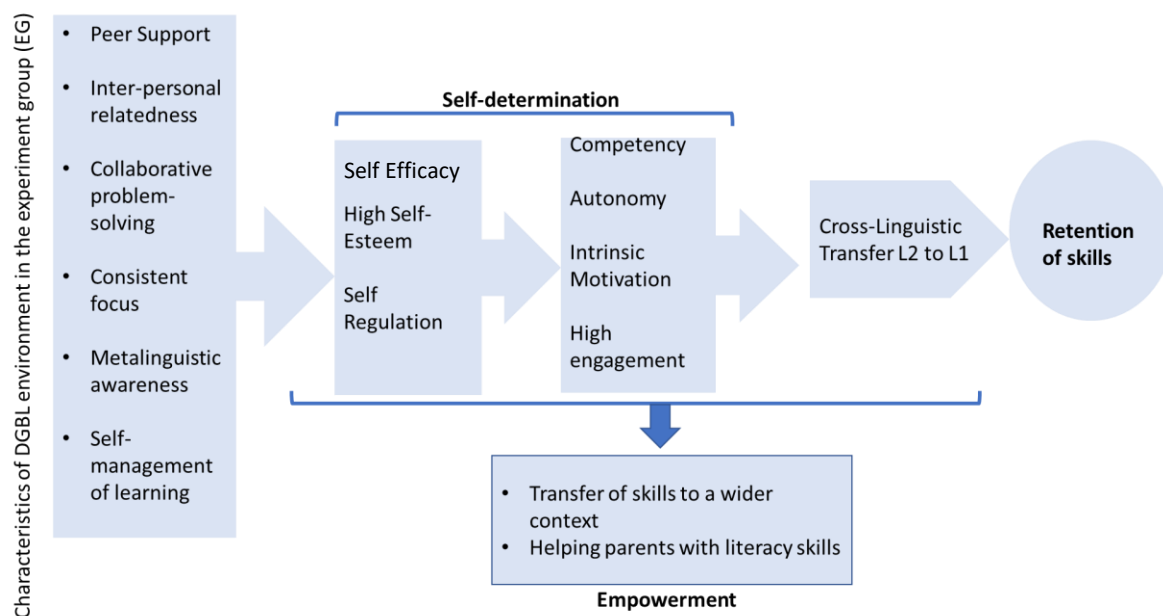 Characteristics of DGBL environment in the experiment group (EG)
• Peer Support
• Inter-personal
relatedness
• Collaborative
problem-
solving
• Consistent
focus
• Metalinguistic
awareness
• Self-
management
of learning
Self-determination
Self Efficacy
High Self-
Esteem
Self
Regulation
Competency
Autonomy
Intrinsic
Motivation
High
engagement
Cross-Linguistic
Transfer L2 to L1
Retention
of skills
• Transfer of skills to a wider
context
• Helping parents with literacy skills
Empowerment